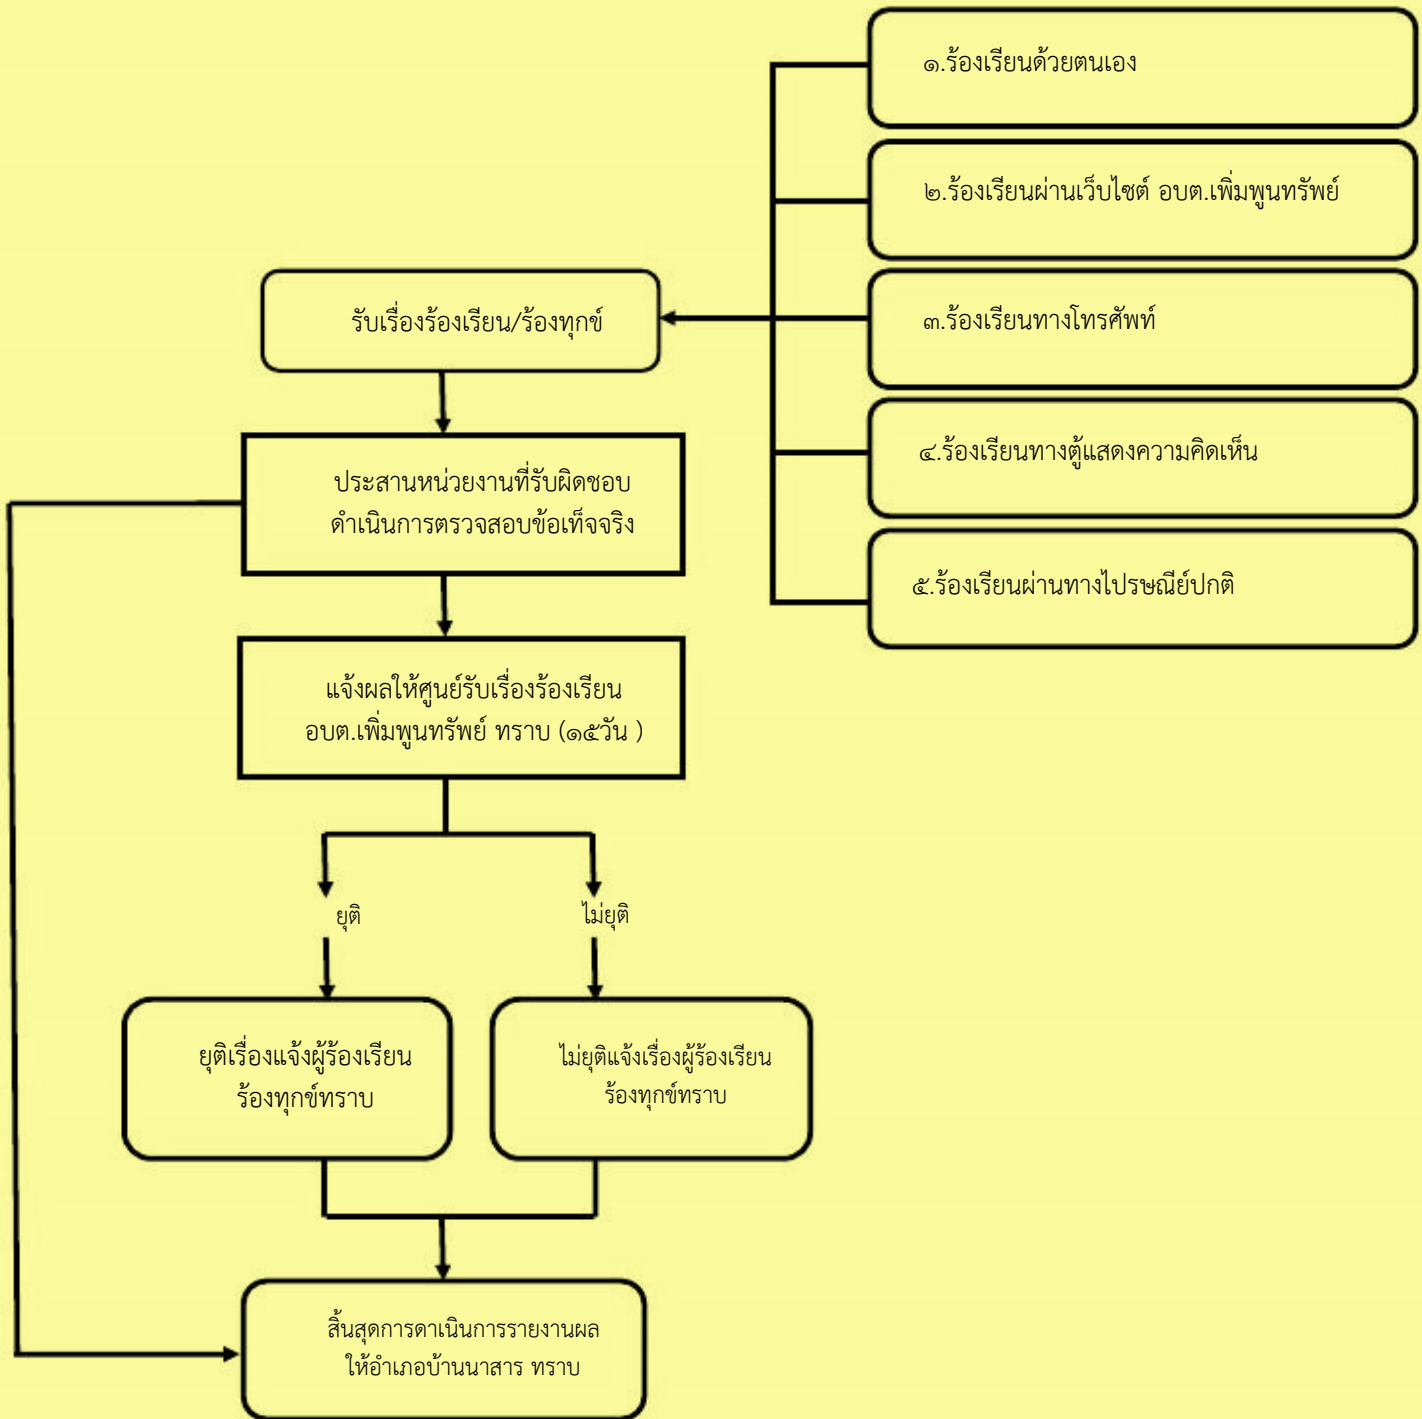 ๑.ร้องเรียนด้วยตนเอง
๒.ร้องเรียนผ่านเว็บไซต์ อบต.เพิ่มพูนทรัพย์
๓.ร้องเรียนทางโทรศัพท์
๔.ร้องเรียนทางตู้แสดงความคิดเห็น
๕.ร้องเรียนผ่านทางไปรษณีย์ปกติ
รับเรื่องร้องเรียน/ร้องทุกข์
ประสานหน่วยงานที่รับผิดชอบ
ดำเนินการตรวจสอบข้อเท็จจริง
แจ้งผลให้ศูนย์รับเรื่องร้องเรียน
อบต.เพิ่มพูนทรัพย์ ทราบ (๑๕วัน )
ยุติ
ไม่ยุติ
ยุติเรื่องแจ้งผู้ร้องเรียน
ร้องทุกข์ทราบ
ไม่ยุติแจ้งเรื่องผู้ร้องเรียน
ร้องทุกข์ทราบ
สิ้นสุดการดาเนินการรายงานผล
ให้อำเภอบ้านนาสาร ทราบ